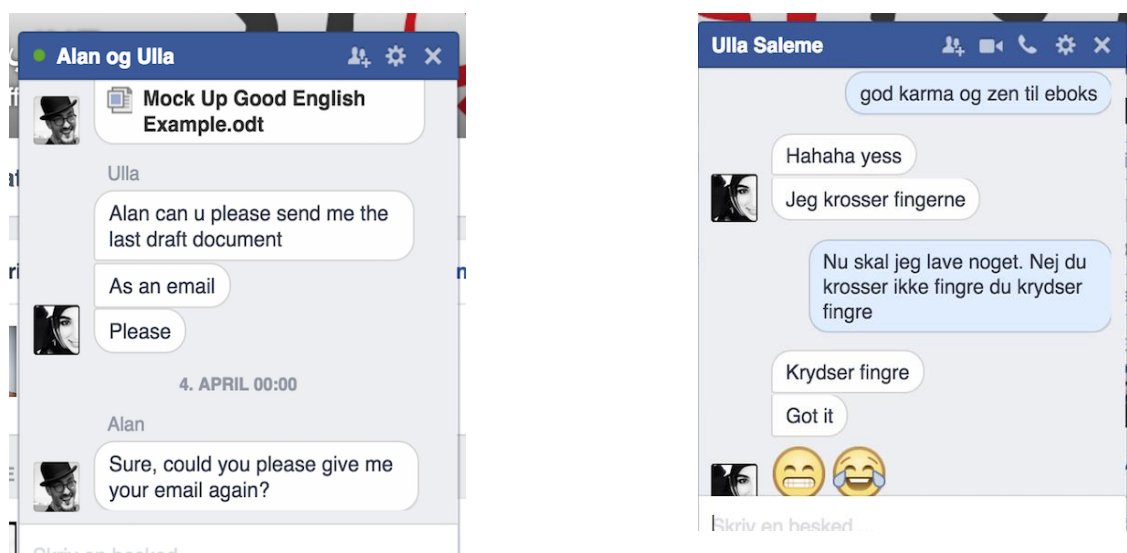 Alan og Ulla
Mock Up Good English
Example.odt
Ulla
Alan can u please send me the
last draft document
As an email
Please
4. APRIL 00:00
Alan
Sure, could you please give me
your email again?
Ulla Saleme
god karma og zen til eboks
Hahaha yess
Jeg krosser fingerne
Nu skal jeg lave noget. Nej du
krosser ikke fingre du krydser
fingre
Krydser fingre
Got it
Skriv en besked ...